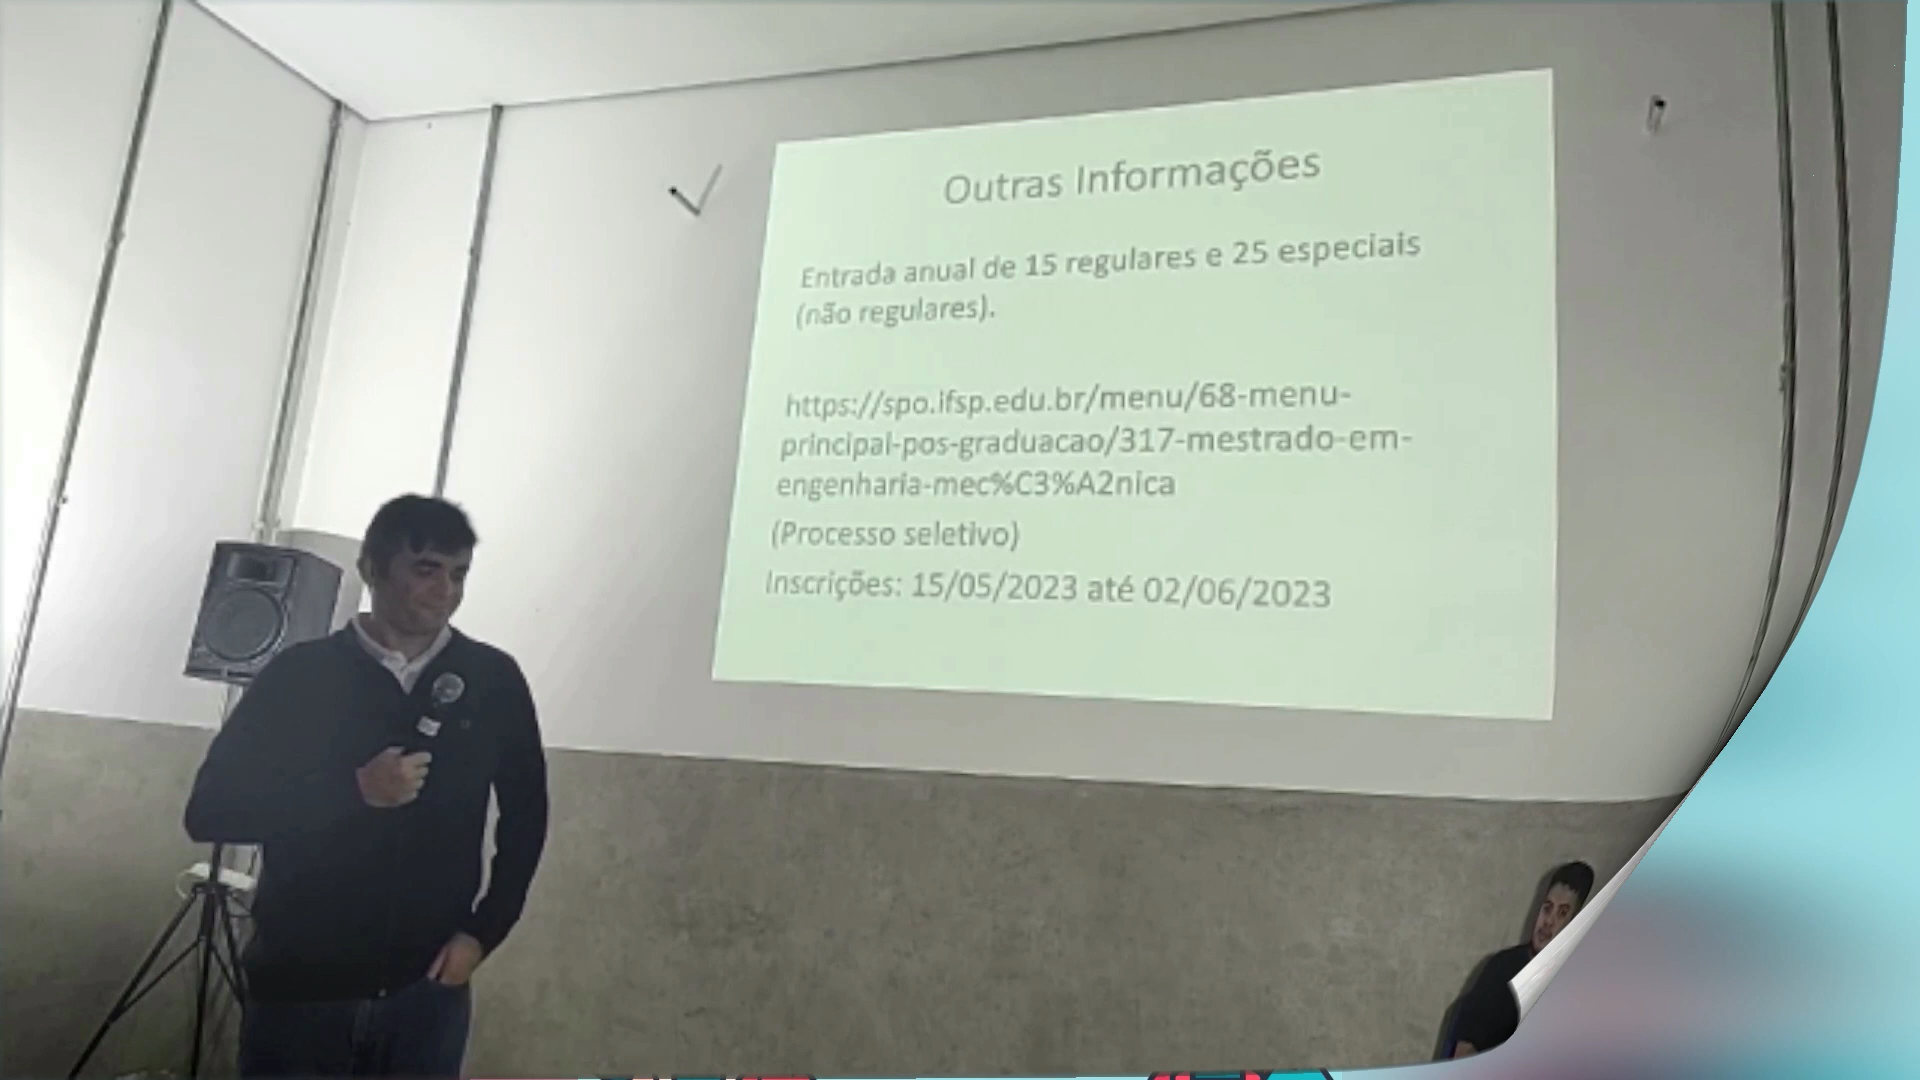 Outras Informações
Entrada anual de 15 regulares e 25 especiais
(não regulares).
https://spo.ifsp.edu.br/menu/68-menu-
principal-pos-graduacao/317-mestrado-em-
engenharia-mec%C3%A2nica
(Processo seletivo)
Inscrições: 15/05/2023 até 02/06/2023